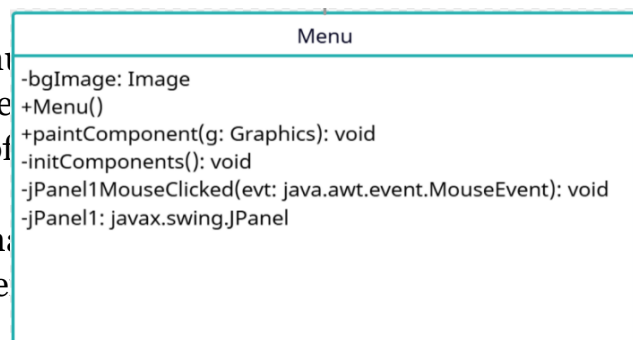 Menu
-bgImage: Image
+Menu()
+paintComponent(g: Graphics): void
-initComponents(): void
-jPanel1MouseClicked(evt: java.awt.event.MouseEvent): void
-jPanel1: javax.swing.JPanel